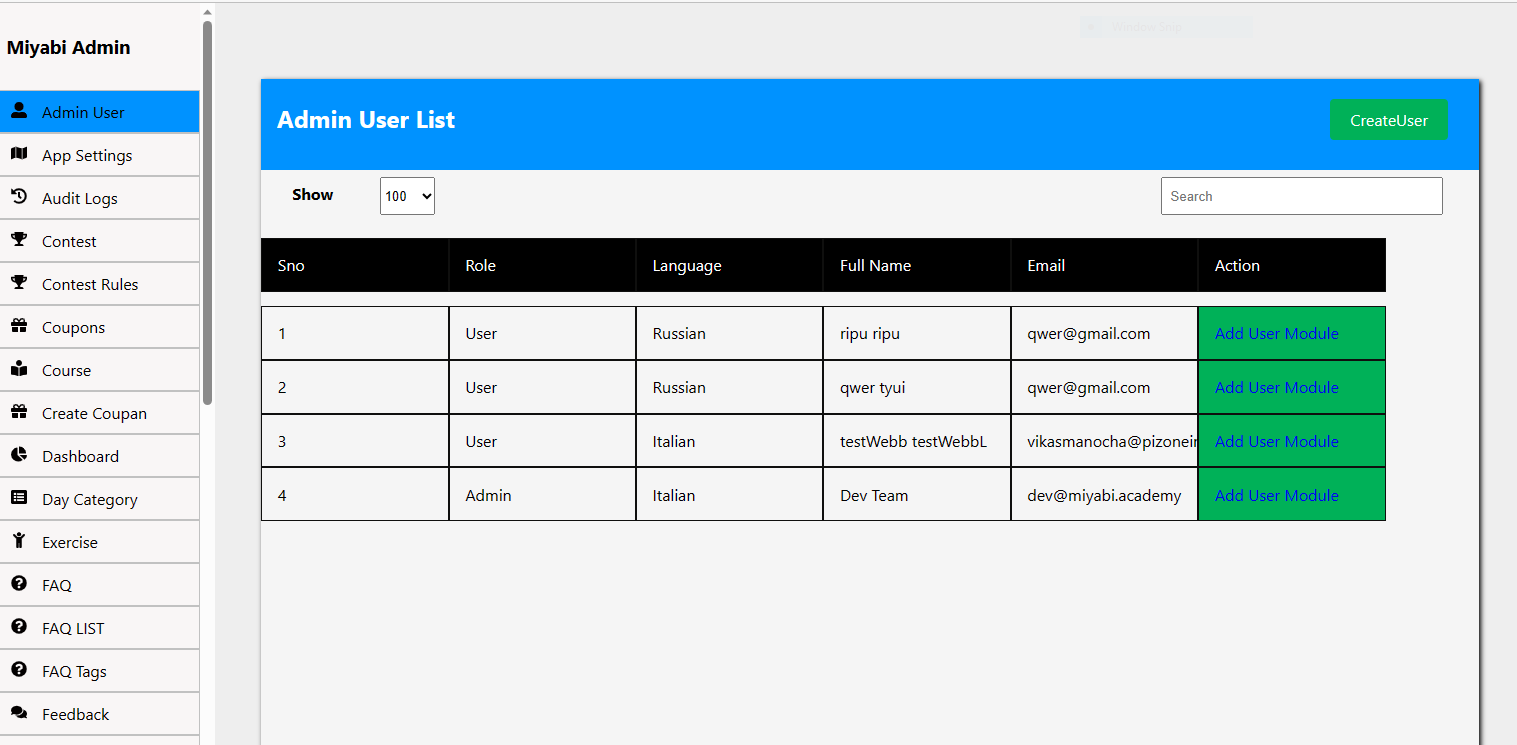 Miyabi Admin
Admin User
App Settings
Audit Logs
Contest
Contest Rules
Coupons
Course
Create Coupan
Dashboard
Day Category
Exercise
FAQ
FAQ LIST
FAQ Tags
Feedback
Admin User List
CreateUser
Show 100 Search
Sno Role Language Full Name Email Action
1 User Russian ripu ripu qwer@gmail.com Add User Module
2 User Russian qwer tyui qwer@gmail.com Add User Module
3 User Italian testWebb testWebbL vikasmanocha@pizonein Add User Module
4 Admin Italian Dev Team dev@miyabi.academy Add User Module